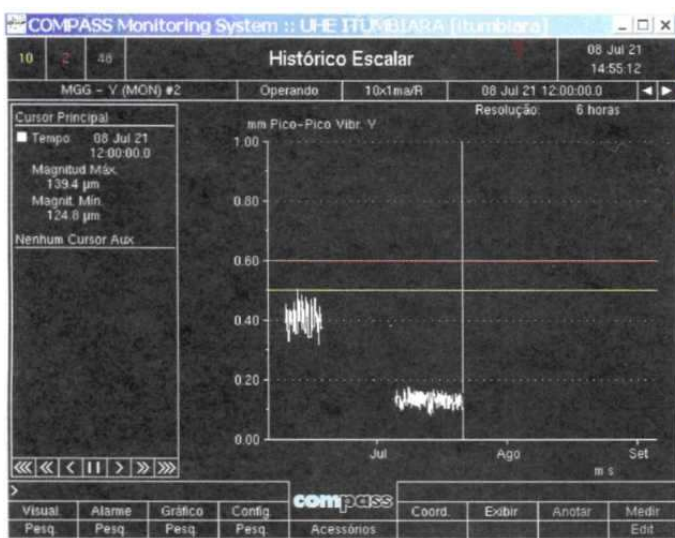 COMPASS Monitoring System :: UHE ITUMBIARA [itumbiara]
10 2 46 Histórico Escalar 08 Jul 21
14:55:12
MGG - V (MON) #2 Operando 10x1ma/R 08 Jul 21 12:00:00.0
Cursor Principal
Tempo 08 Jul 21
12:00:00.0
Magnitud Máx.
139.4 µm
Magnit. Mín.
124.8 µm
Nenhum Cursor Aux.
Resolução: 6 horas
mm Pico-Pico Vibr. V
1.00
0.80
0.60
0.40
0.20
0.00
Jul Ago Set
m s
>
compass
Visual. Alarme Gráfico Config. Coord. Exibir Anotar Medir
Pesq. Pesq. Pesq. Pesq. Acessórios Edit